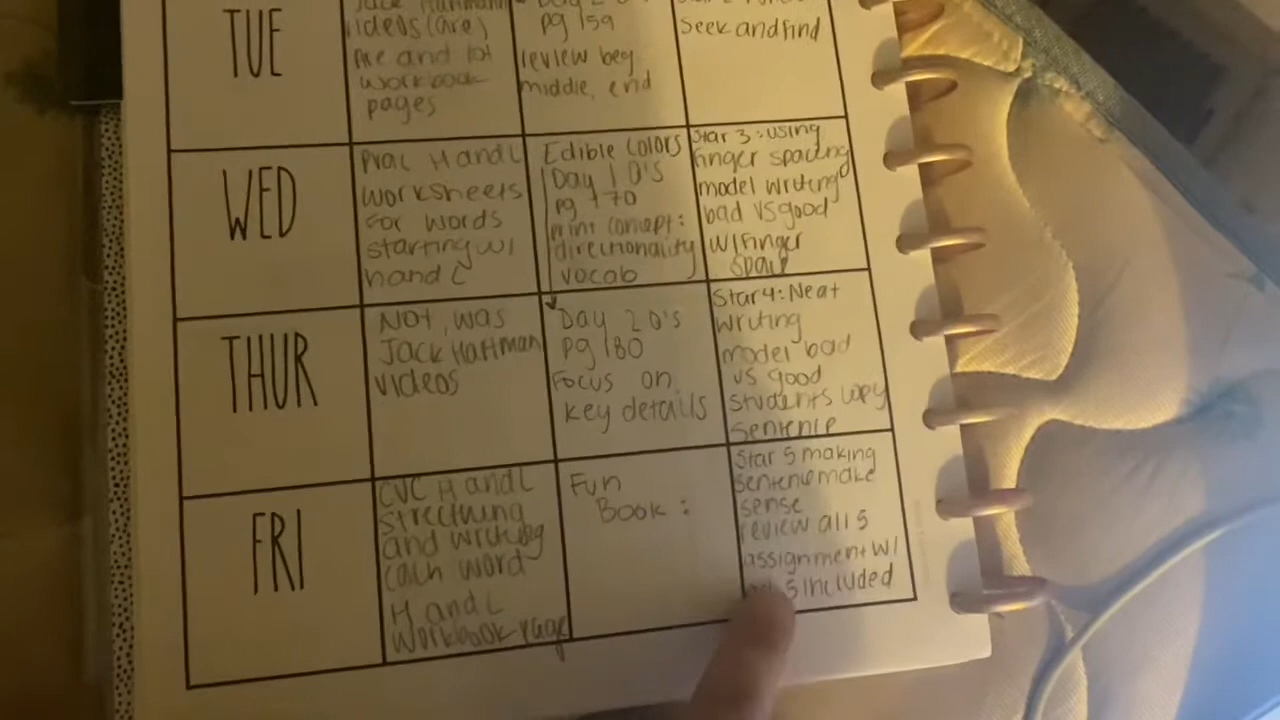 TUE
videos (are)
are and not
workbook
pages
pg 159
review beg
middle, end
Seek and find
WED
Prac H and L
worksheets
for words
starting w/
h and L
Edible Colors
Day 1 Q's
pg 170
print concept:
directionality
vocab
Star 3: using
finger spacing
model writing
bad vs good
w/ finger
space
THUR
Not, was
Jack Hartman
videos
Day 2 Q's
pg 180
Focus on
key details
Star 4: Neat
writing
model bad
vs good
students copy
sentence
FRI
CVC H and L
stretching
and writing
each word
H and L
workbook page
Fun
Book:
Star 5 making
sentence make
sense
review all 5
assignment w/
5 included